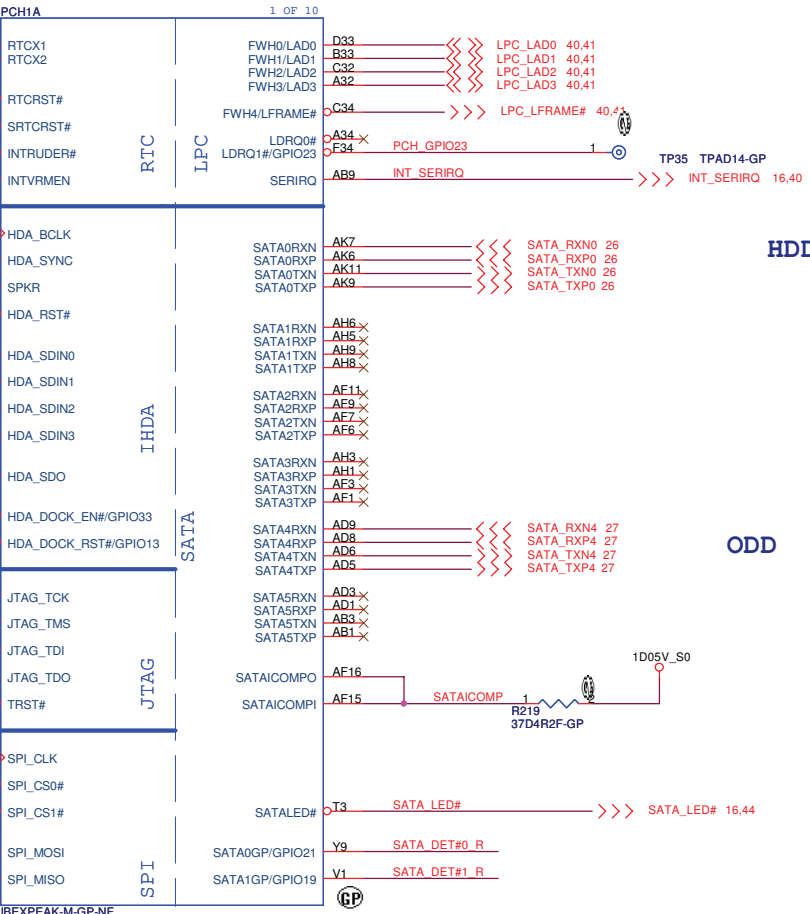 PCH1A 1 OF 10
RTCX1 FWH0/LAD0 D33 LPC_LAD0 40,41
RTCX2 FWH1/LAD1 B33 LPC_LAD1 40,41
FWH2/LAD2 C32 LPC_LAD2 40,41
FWH3/LAD3 A32 LPC_LAD3 40,41
RTCRST#
FWH4/LFRAME# C34 LPC_LFRAME# 40,41
SRTCRST#
LDRQ0# A34
INTRUDER# RTC LPC LDRQ1#/GPIO23 F34 PCH_GPIO23 1
TP35 TPAD14-GP
INTVRMEN SERIRQ AB9 INT_SERIRQ INT_SERIRQ 16,40
HDA_BCLK
SATA0RXN AK7 SATA_RXN0 26 HDD
HDA_SYNC SATA0RXP AK6 SATA_RXP0 26
SATA0TXN AK11 SATA_TXN0 26
SPKR SATA0TXP AK9 SATA_TXP0 26
HDA_RST#
SATA1RXN AH6
SATA1RXP AH5
HDA_SDIN0 SATA1TXN AH9
SATA1TXP AH8
HDA_SDIN1
SATA2RXN AF11
HDA_SDIN2 SATA2RXP AF9
IHDA SATA2TXN AF7
HDA_SDIN3 SATA2TXP AF6
SATA3RXN AH3
HDA_SDO SATA3RXP AH1
SATA3TXN AF3
SATA3TXP AF1
HDA_DOCK_EN#/GPIO33
SATA SATA4RXN AD9 SATA_RXN4 27
HDA_DOCK_RST#/GPIO13 SATA4RXP AD8 SATA_RXP4 27 ODD
SATA4TXN AD6 SATA_TXN4 27
SATA4TXP AD5 SATA_TXP4 27
JTAG_TCK SATA5RXN AD3
SATA5RXP AD1
JTAG_TMS SATA5TXN AB3
SATA5TXP AB1
JTAG_TDI
1D05V_S0
JTAG_TDO JTAG SATAICOMPO AF16
TRST# SATAICOMPI AF15 SATAICOMP 1 2
R219
37D4R2F-GP
SPI_CLK
SPI_CS0#
SPI_CS1# SATALED# T3 SATA_LED# SATA_LED# 16,44
SPI_MOSI SATA0GP/GPIO21 Y9 SATA_DET#0_R
SPI_MISO SPI SATA1GP/GPIO19 V1 SATA_DET#1_R
GP
IBEXPEAK-M-GP-NF